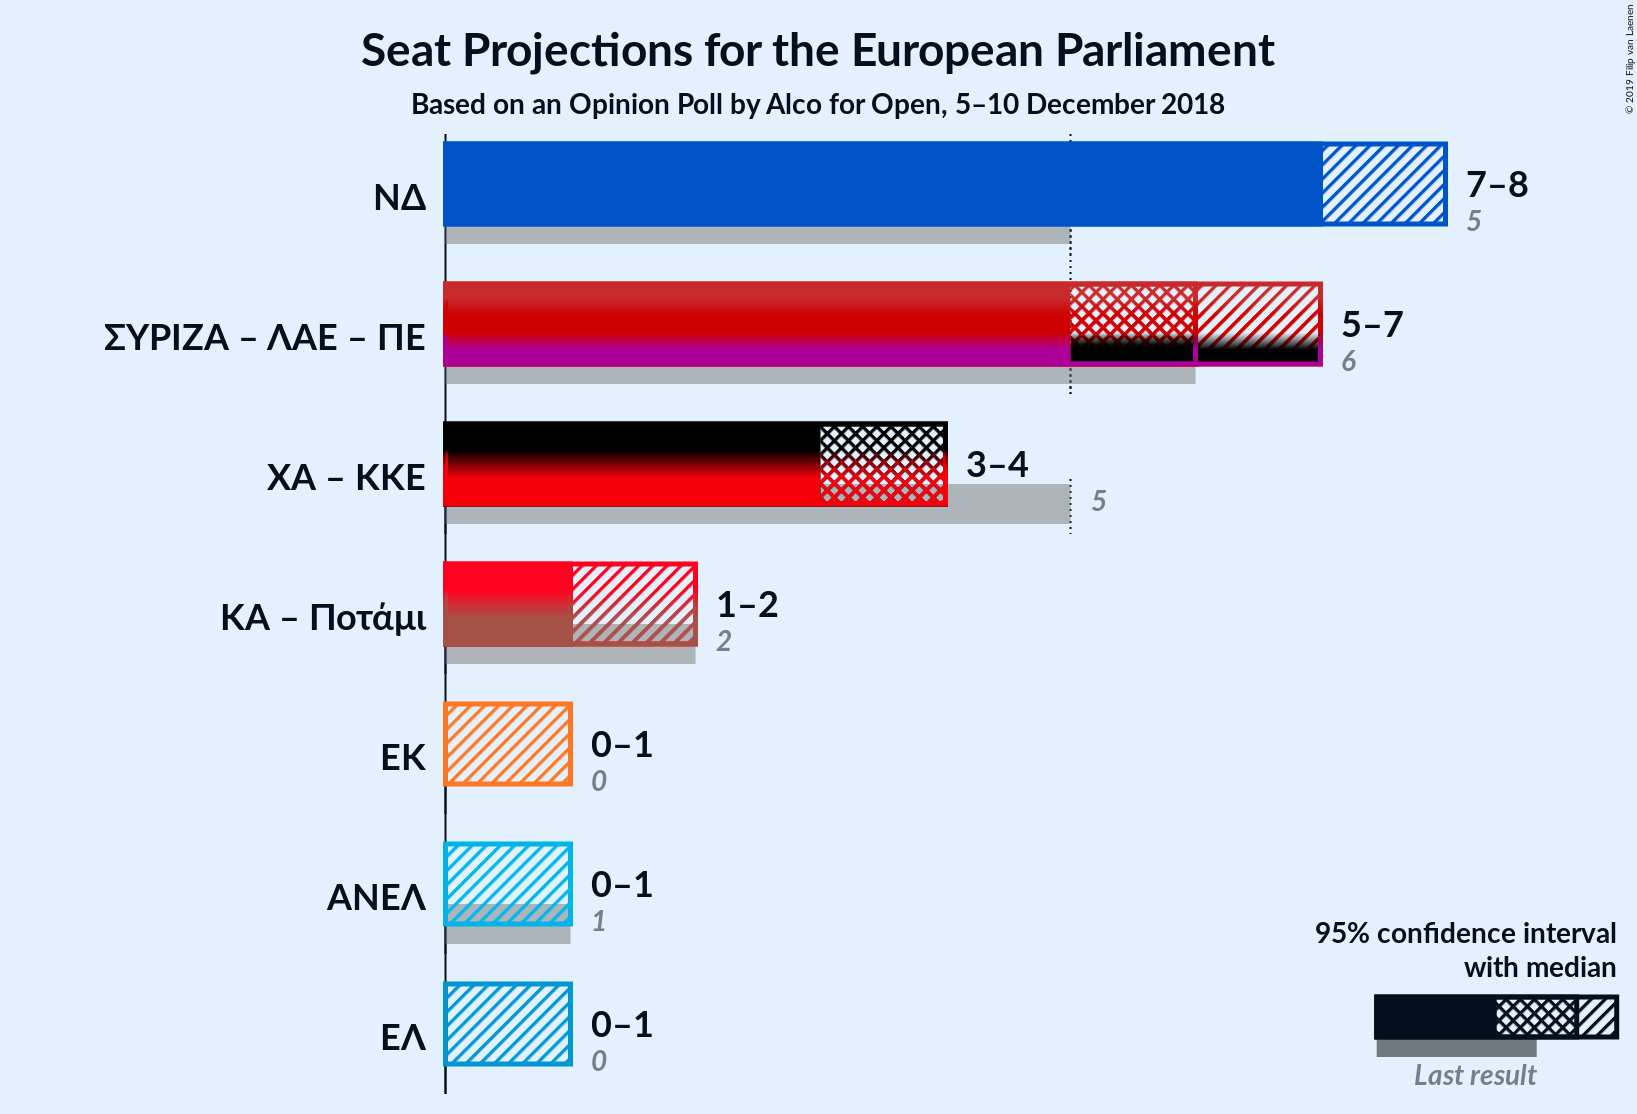 Seat Projections for the European Parliament
Based on an Opinion Poll by Alco for Open, 5–10 December 2018
© 2019 Filip van Laenen
ΝΔ
7–8
5
ΣΥΡΙΖΑ – ΛΑΕ – ΠΕ
5–7
6
ΧΑ – ΚΚΕ
3–4
5
ΚΑ – Ποτάμι
1–2
2
ΕΚ
0–1
0
ΑΝΕΛ
0–1
1
ΕΛ
0–1
0
95% confidence interval
with median
Last result